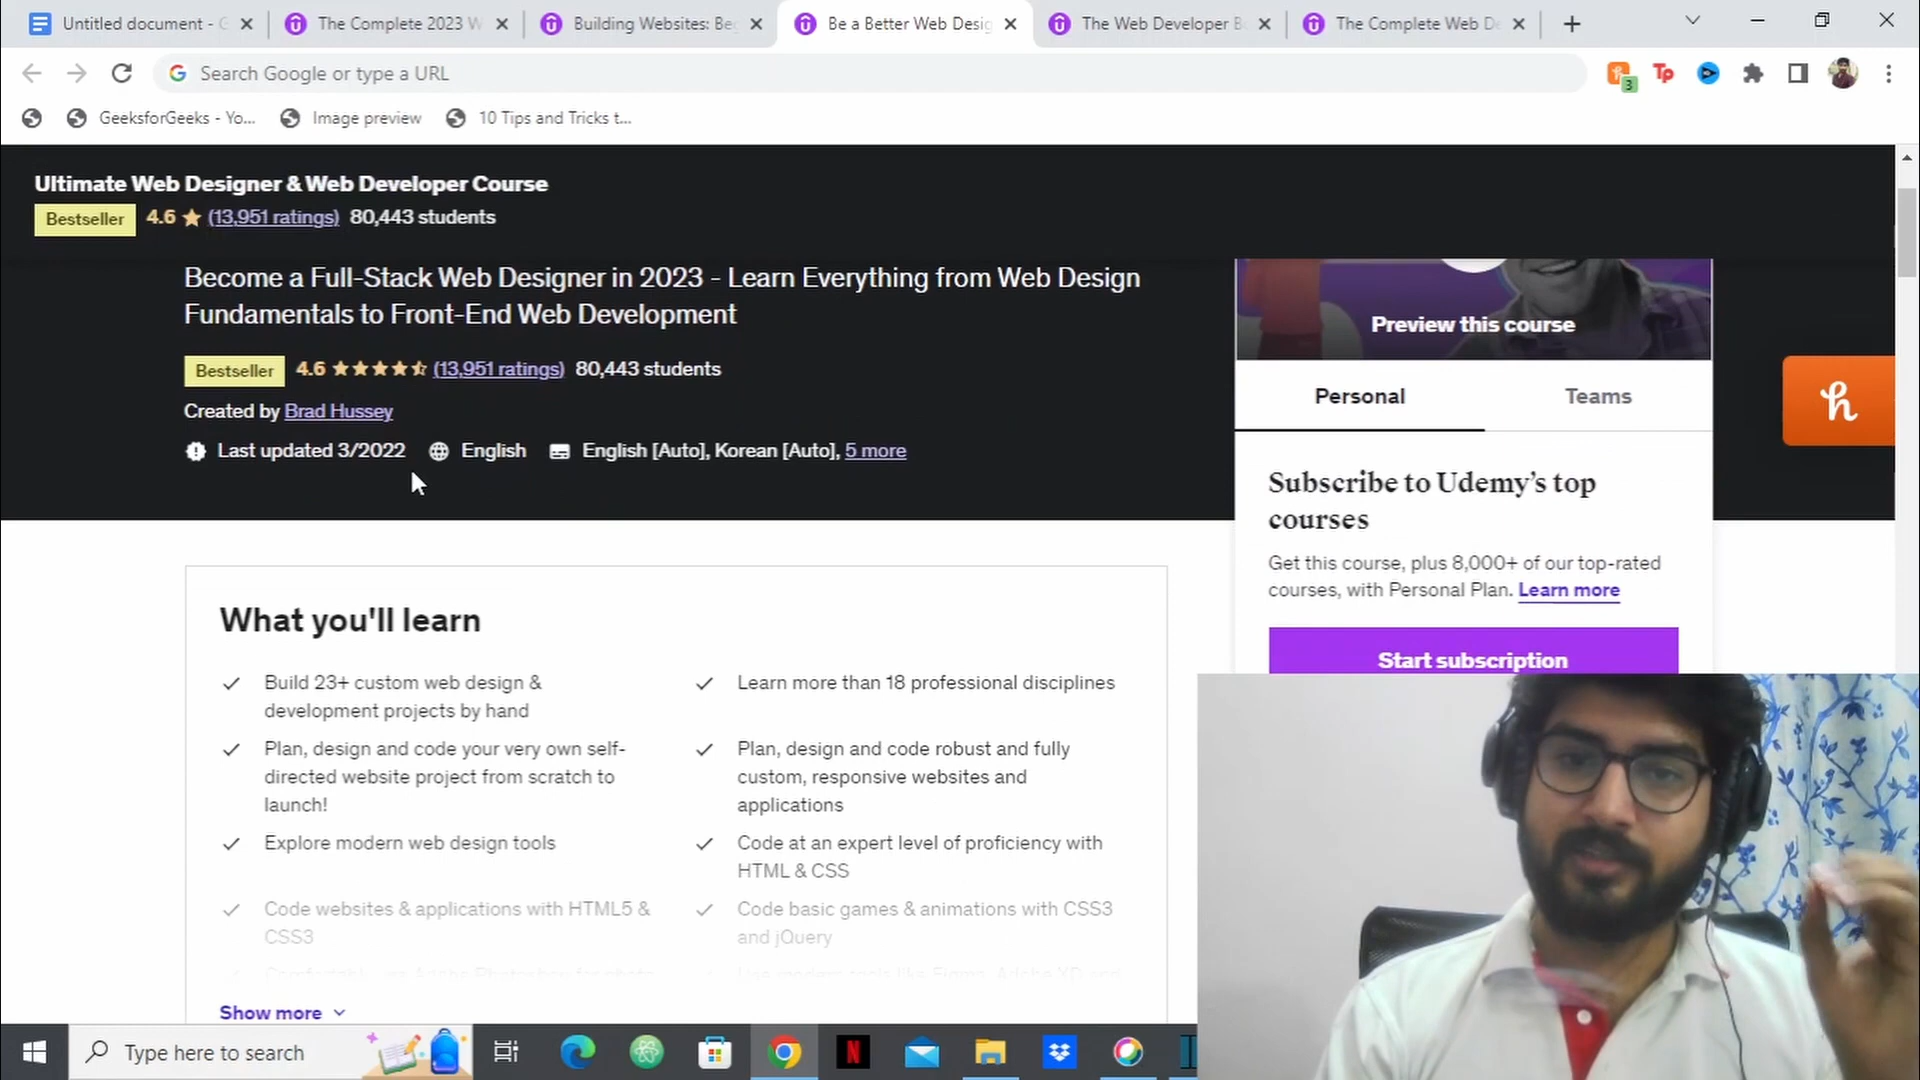 Untitled document - G
The Complete 2023 W
Building Websites: Beg
Be a Better Web Desig
The Web Developer B
The Complete Web De
Search Google or type a URL
3
Tp
GeeksforGeeks - Yo...
Image preview
10 Tips and Tricks t...
Ultimate Web Designer & Web Developer Course
Bestseller 4.6 (13,951 ratings) 80,443 students
Become a Full-Stack Web Designer in 2023 - Learn Everything from Web Design
Fundamentals to Front-End Web Development
Bestseller 4.6 (13,951 ratings) 80,443 students
Created by Brad Hussey
Last updated 3/2022 English English [Auto], Korean [Auto], 5 more
Preview this course
Personal Teams
Subscribe to Udemy's top
courses
Get this course, plus 8,000+ of our top-rated
courses, with Personal Plan. Learn more
Start subscription
What you'll learn
Build 23+ custom web design &
development projects by hand
Learn more than 18 professional disciplines
Plan, design and code your very own self-
directed website project from scratch to
launch!
Plan, design and code robust and fully
custom, responsive websites and
applications
Explore modern web design tools
Code at an expert level of proficiency with
HTML & CSS
Code websites & applications with HTML5 &
CSS3
Code basic games & animations with CSS3
and jQuery
Show more
Type here to search